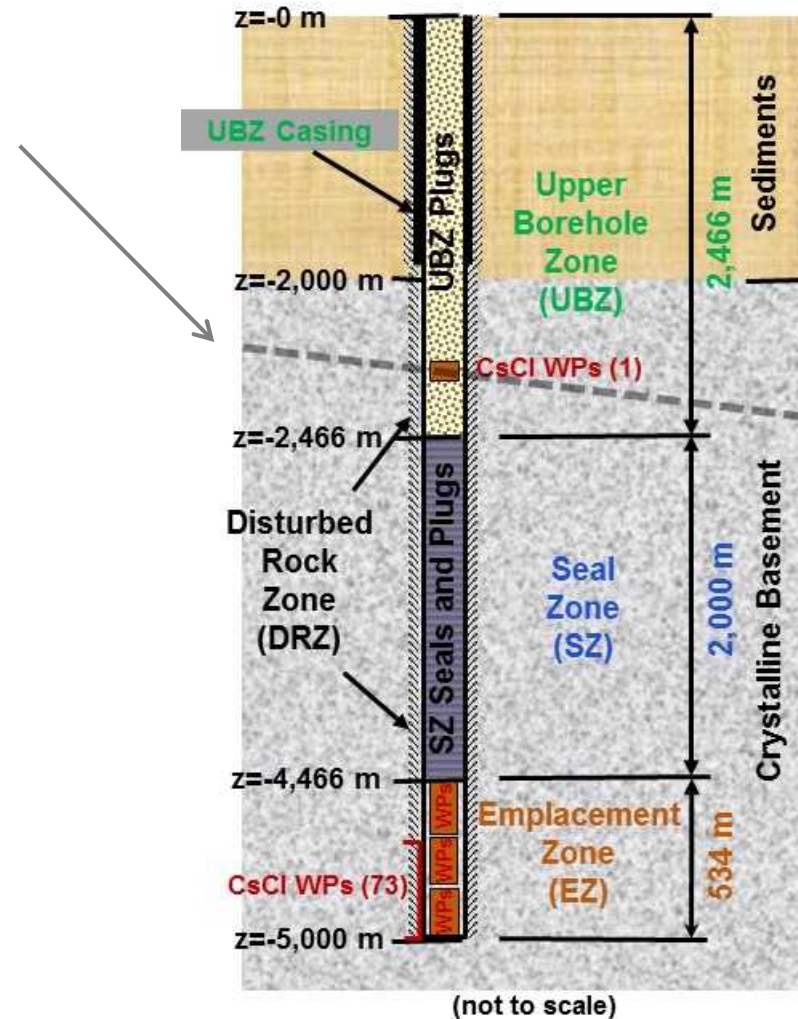 z=-0 m
UBZ Casing
UBZ Plugs
Upper
Borehole
Zone
(UBZ)
2,466 m
Sediments
z=-2,000 m
CsCl WPs (1)
z=-2,466 m
Disturbed
Rock
Zone
(DRZ)
SZ Seals and Plugs
Seal
Zone
(SZ)
2,000 m
Crystalline Basement
z=-4,466 m
WPs
WPs
WPs
Emplacement
Zone
(EZ)
534 m
CsCl WPs (73)
z=-5,000 m
(not to scale)